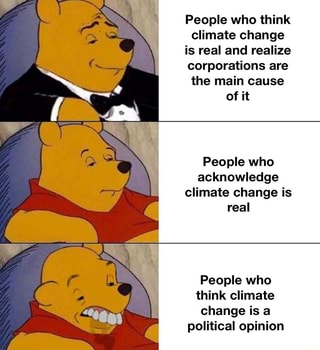 People who think
climate change
is real and realize
corporations are
the main cause
of it
People who
acknowledge
climate change is
real
People who
think climate
change is a
political opinion